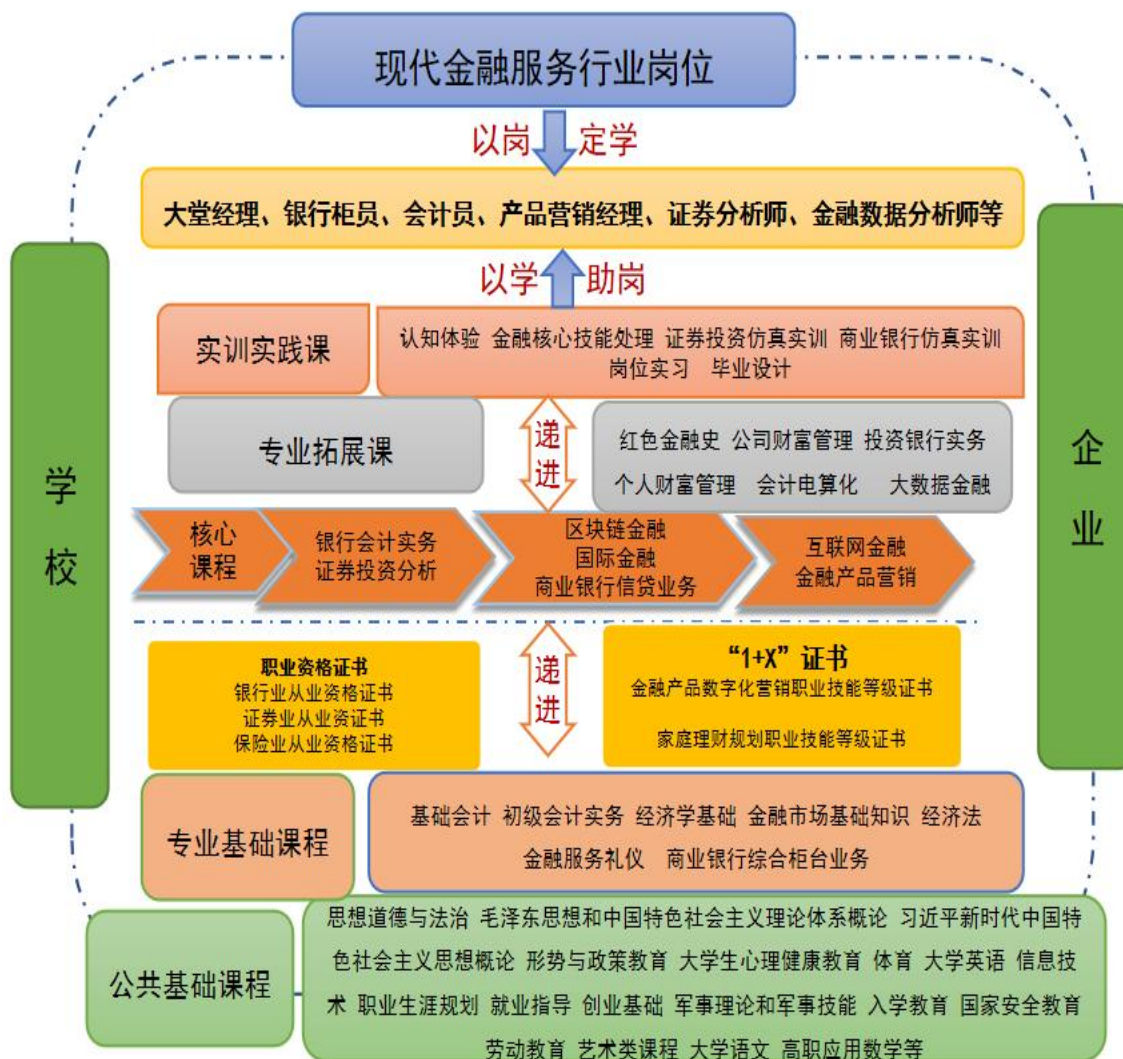 现代金融服务行业岗位
以岗 定学
大堂经理、银行柜员、会计员、产品营销经理、证券分析师、金融数据分析师等
以学 助岗
实训实践课
认知体验 金融核心技能处理 证券投资仿真实训 商业银行仿真实训
岗位实习 毕业设计
专业拓展课
递
进
红色金融史 公司财富管理 投资银行实务
个人财富管理 会计电算化 大数据金融
学
校
企
业
核心
课程
银行会计实务
证券投资分析
区块链金融
国际金融
商业银行信贷业务
互联网金融
金融产品营销
职业资格证书
银行业从业资格证书
证券业从业资证书
保险业从业资格证书
递
进
“1+X”证书
金融产品数字化营销职业技能等级证书
家庭理财规划职业技能等级证书
专业基础课程
基础会计 初级会计实务 经济学基础 金融市场基础知识 经济法
金融服务礼仪 商业银行综合柜台业务
公共基础课程
思想道德与法治 毛泽东思想和中国特色社会主义理论体系概论 习近平新时代中国特
色社会主义思想概论 形势与政策教育 大学生心理健康教育 体育 大学英语 信息技
术 职业生涯规划 就业指导 创业基础 军事理论和军事技能 入学教育 国家安全教育
劳动教育 艺术类课程 大学语文 高职应用数学等